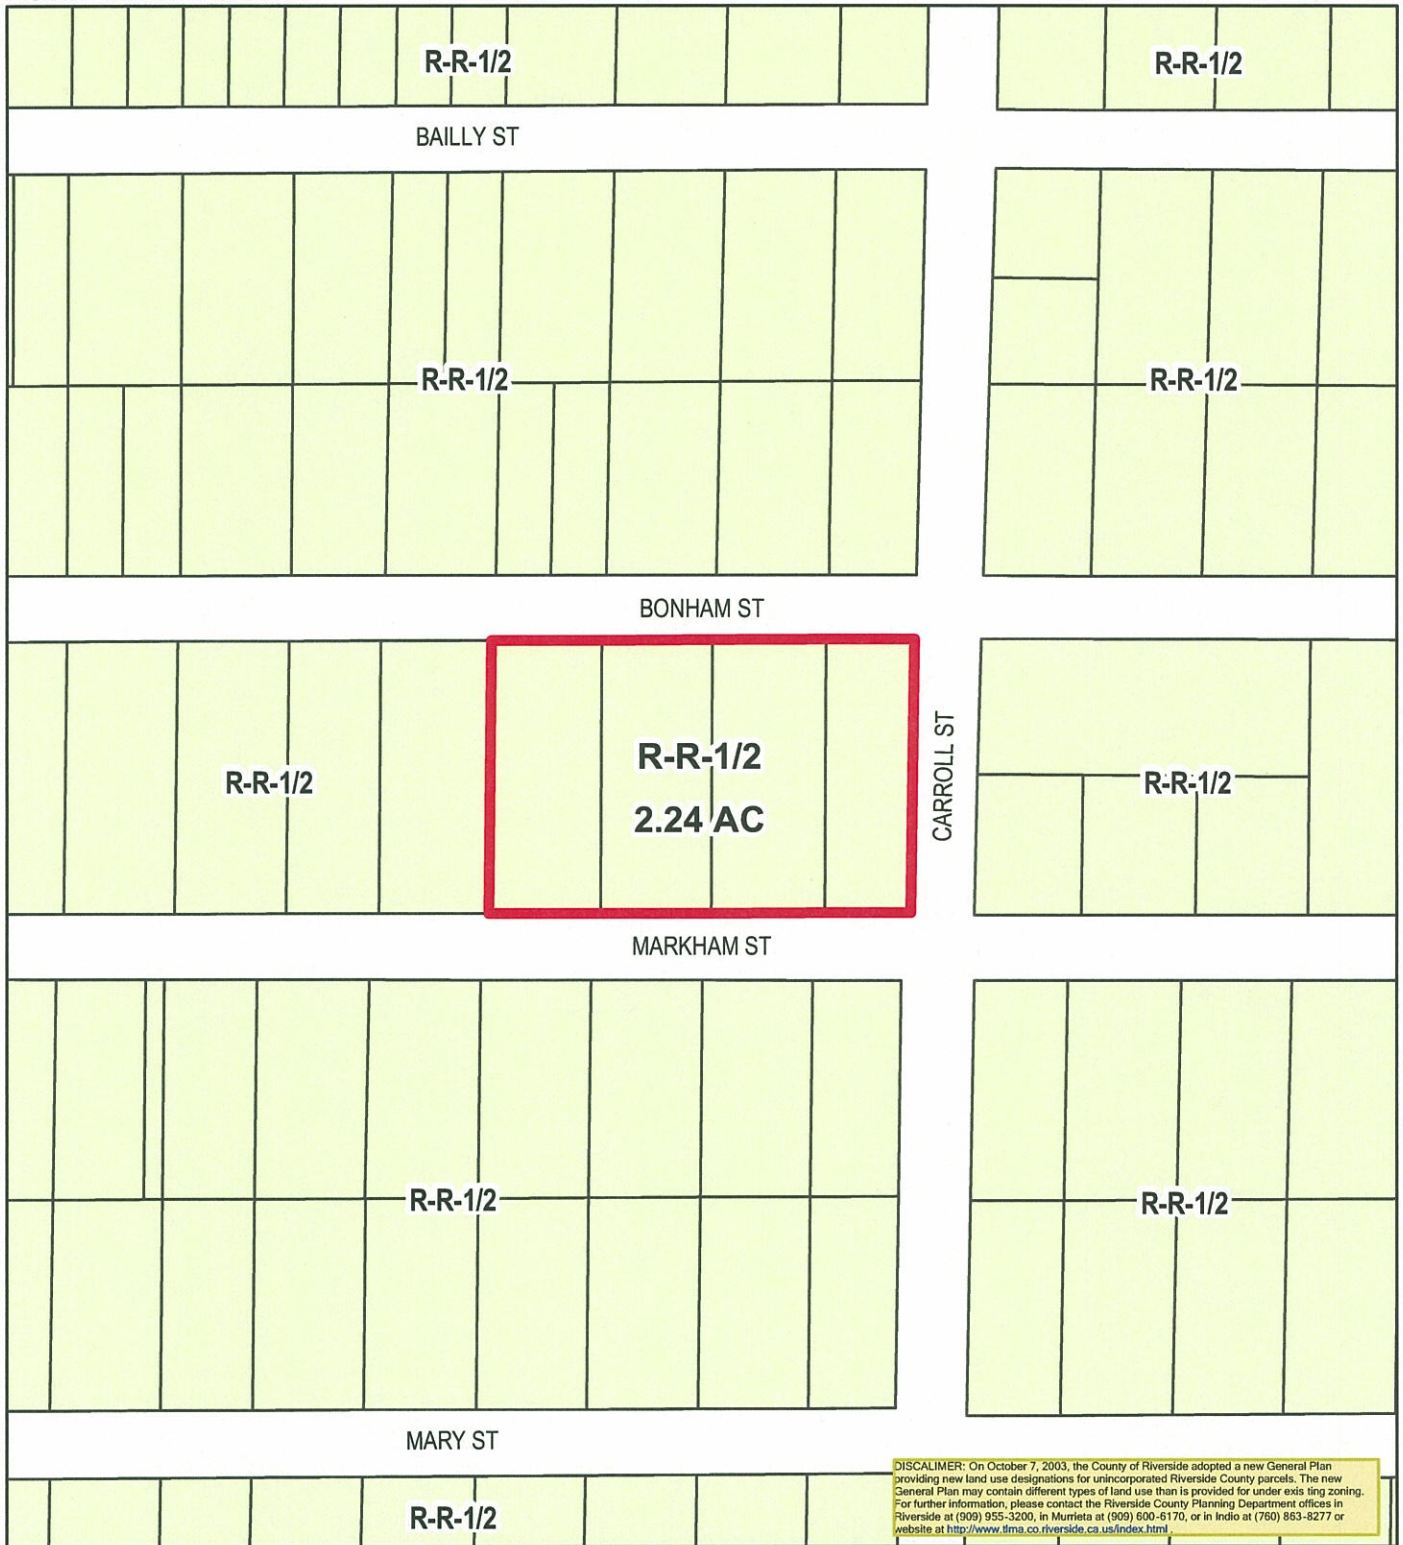 R-R-1/2
R-R-1/2
BAILLY ST
R-R-1/2
R-R-1/2
BONHAM ST
R-R-1/2
R-R-1/2
2.24 AC
CARROLL ST
R-R-1/2
MARKHAM ST
R-R-1/2
R-R-1/2
MARY ST
R-R-1/2
DISCALIMER: On October 7, 2003, the County of Riverside adopted a new General Plan
providing new land use designations for unincorporated Riverside County parcels. The new
General Plan may contain different types of land use than is provided for under exis ting zoning.
For further information, please contact the Riverside County Planning Department offices in
Riverside at (909) 955-3200, in Murrieta at (909) 600-6170, or in Indio at (760) 863-8277 or
website at http://www.tlma.co.riverside.ca.us/index.html .